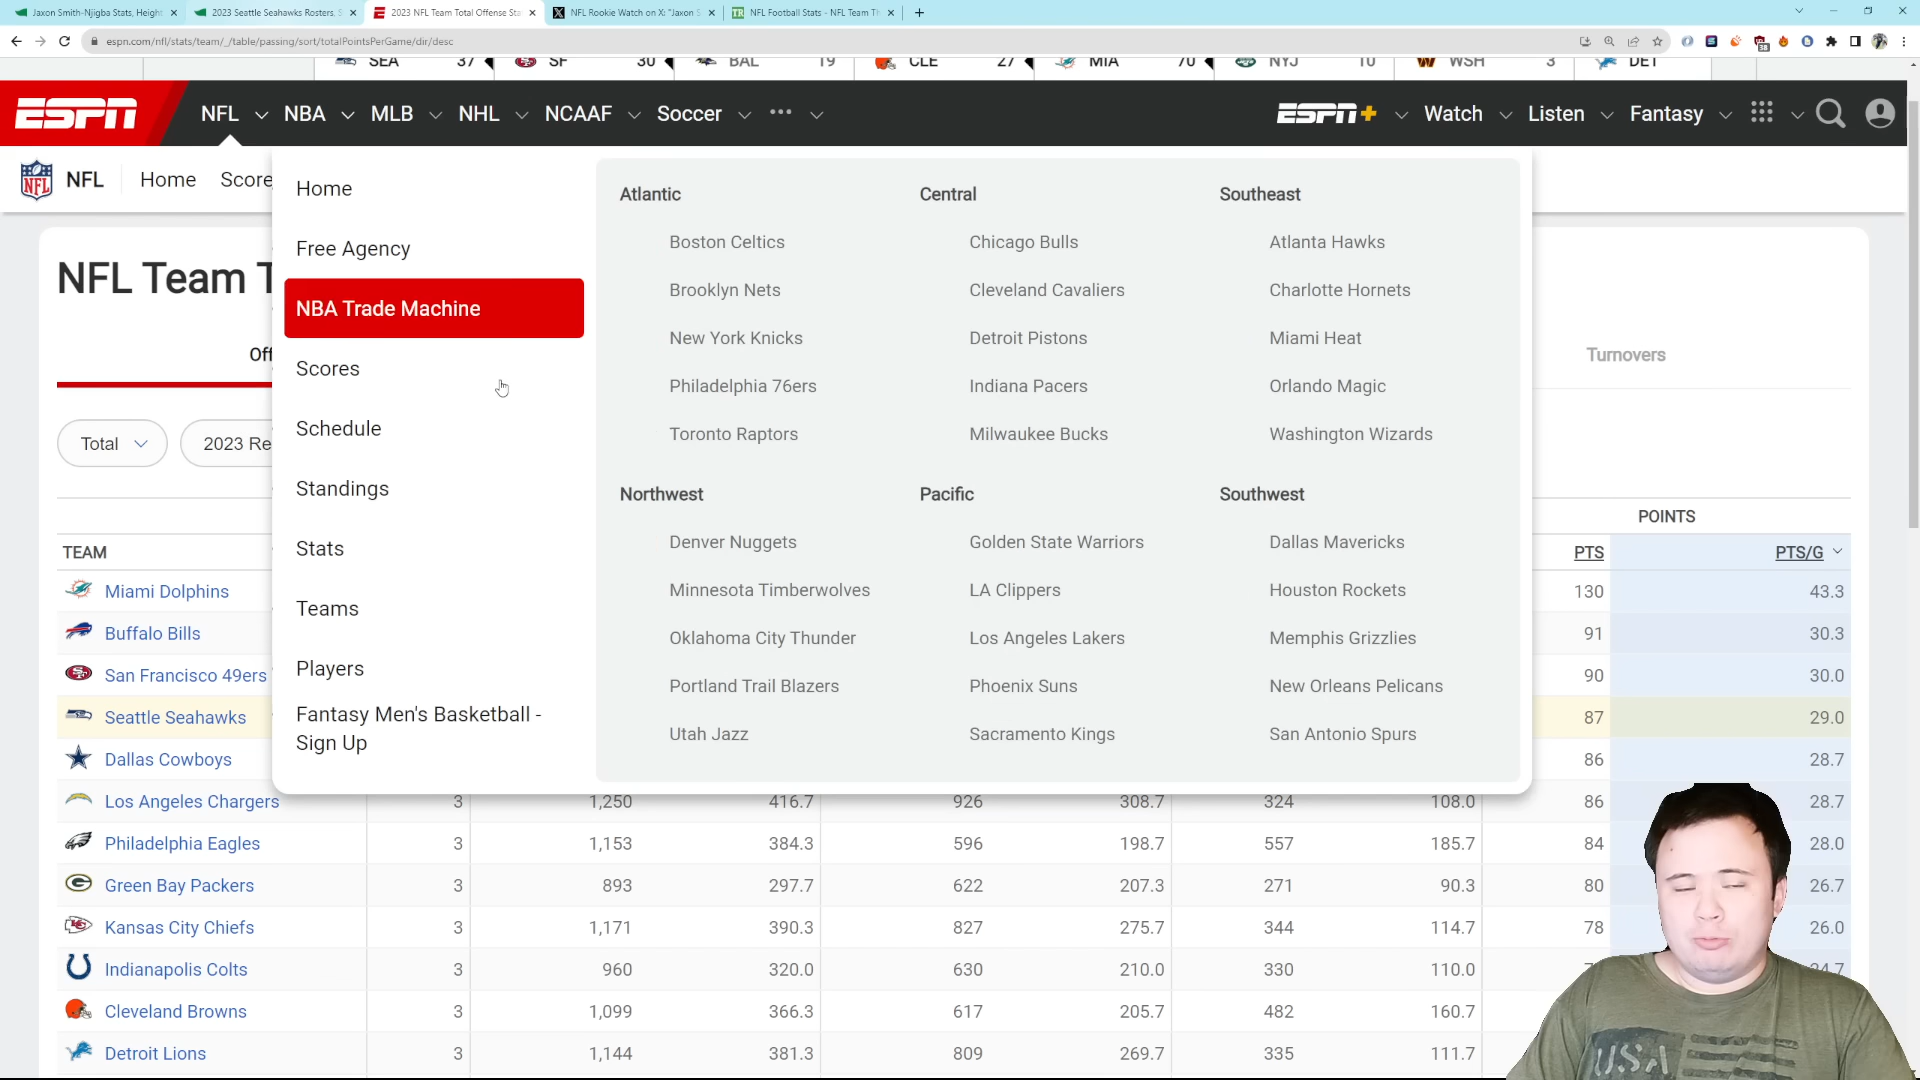 Jaxon Smith-Njigba Stats, Height
2023 Seattle Seahawks Rosters, S
2023 NFL Team Total Offense Sta
NFL Rookie Watch on X: "Jaxon S
NFL Football Stats - NFL Team Th
espn.com/nfl/stats/team/_/table/passing/sort/totalPointsPerGame/dir/desc
SEA 37 SF 30 BAL 19 CLE 27 MIA 70 NYJ 10 WSH 3 DET
ESPN NFL NBA MLB NHL NCAAF Soccer ESPN+ Watch Listen Fantasy
NFL NFL Home Score
NFL Team T
Off
Total 2023 Re
Home
Free Agency
NBA Trade Machine
Scores
Schedule
Standings
Stats
Teams
Players
Fantasy Men's Basketball -
Sign Up
Atlantic
Boston Celtics
Brooklyn Nets
New York Knicks
Philadelphia 76ers
Toronto Raptors
Central
Chicago Bulls
Cleveland Cavaliers
Detroit Pistons
Indiana Pacers
Milwaukee Bucks
Southeast
Atlanta Hawks
Charlotte Hornets
Miami Heat
Orlando Magic
Washington Wizards
Northwest
Denver Nuggets
Minnesota Timberwolves
Oklahoma City Thunder
Portland Trail Blazers
Utah Jazz
Pacific
Golden State Warriors
LA Clippers
Los Angeles Lakers
Phoenix Suns
Sacramento Kings
Southwest
Dallas Mavericks
Houston Rockets
Memphis Grizzlies
New Orleans Pelicans
San Antonio Spurs
Turnovers
POINTS
TEAM PTS PTS/G
Miami Dolphins 130 43.3
Buffalo Bills 91 30.3
San Francisco 49ers 90 30.0
Seattle Seahawks 87 29.0
Dallas Cowboys 86 28.7
Los Angeles Chargers 3 1,250 416.7 926 308.7 324 108.0 86 28.7
Philadelphia Eagles 3 1,153 384.3 596 198.7 557 185.7 84 28.0
Green Bay Packers 3 893 297.7 622 207.3 271 90.3 80 26.7
Kansas City Chiefs 3 1,171 390.3 827 275.7 344 114.7 78 26.0
Indianapolis Colts 3 960 320.0 630 210.0 330 110.0
Cleveland Browns 3 1,099 366.3 617 205.7 482 160.7
Detroit Lions 3 1,144 381.3 809 269.7 335 111.7
USA